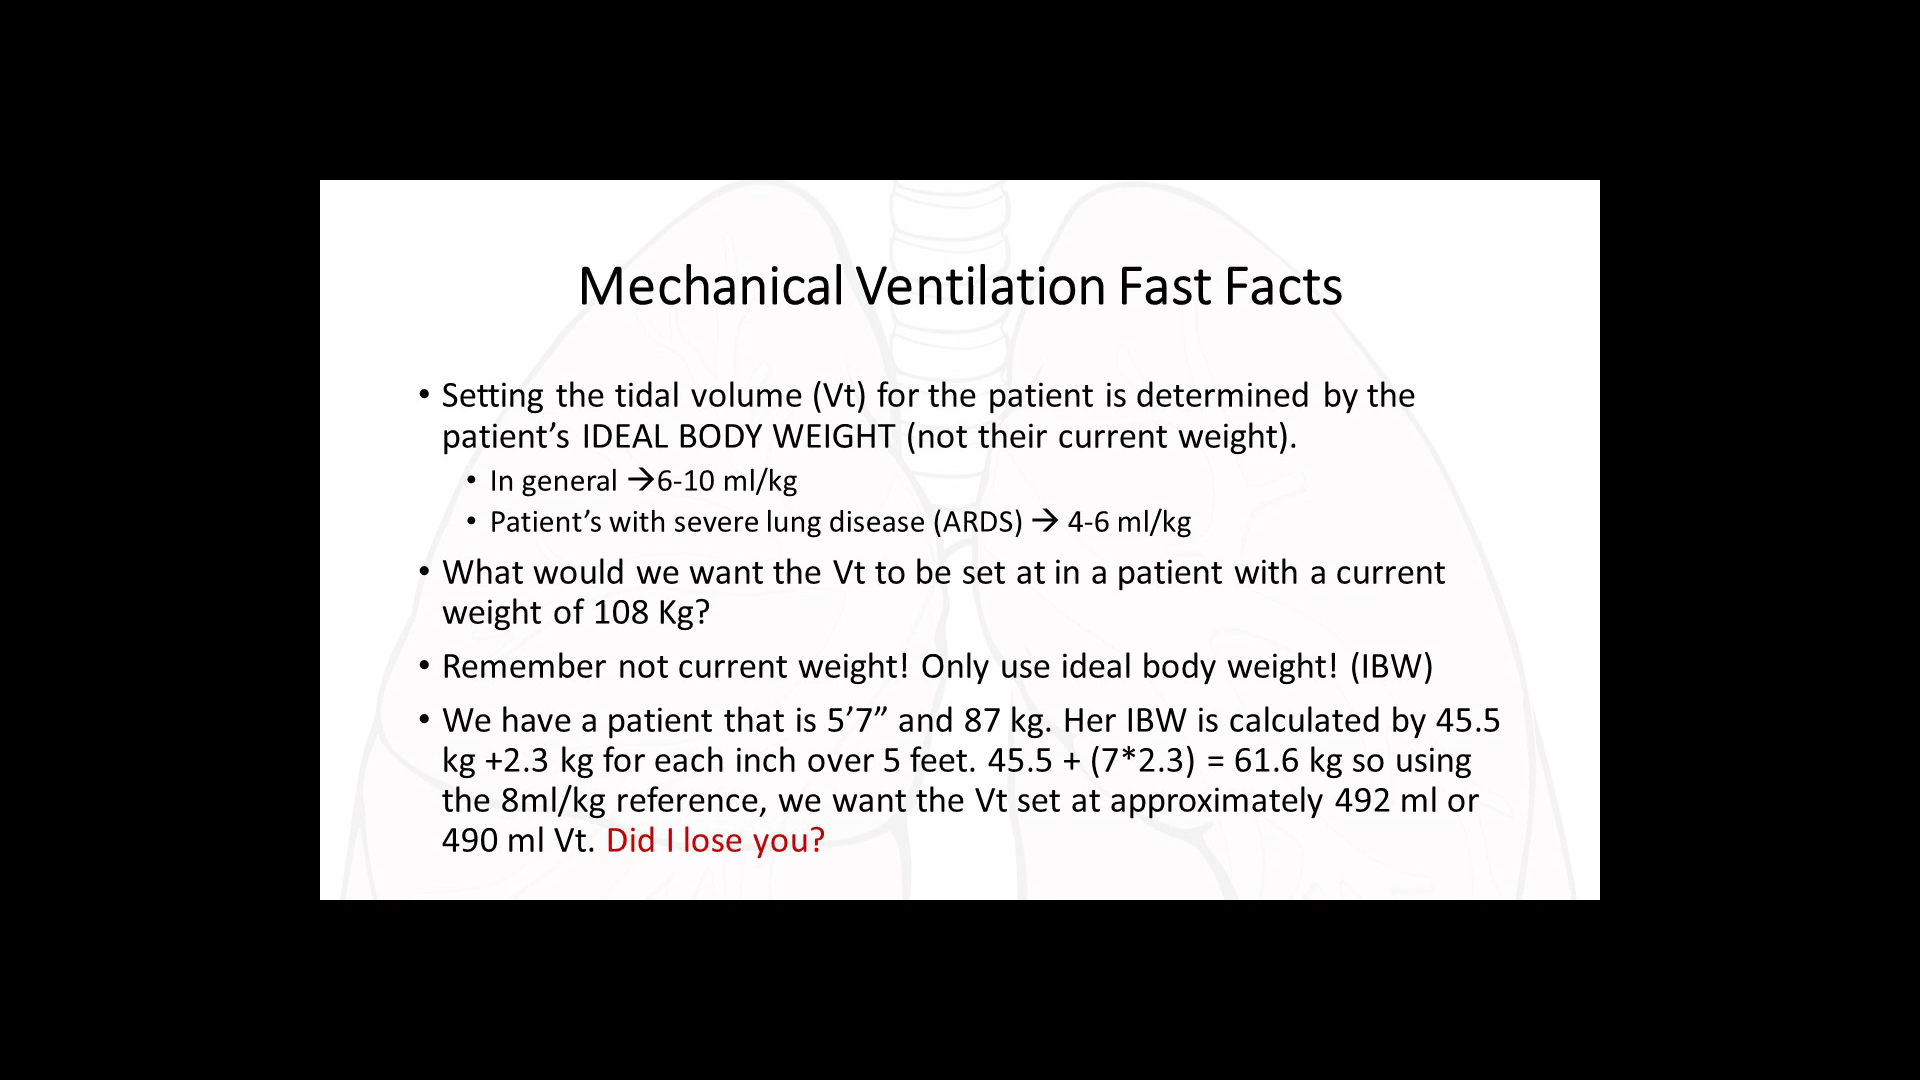 Mechanical Ventilation Fast Facts
• Setting the tidal volume (Vt) for the patient is determined by the
patient’s IDEAL BODY WEIGHT (not their current weight).
• In general →6-10 ml/kg
• Patient’s with severe lung disease (ARDS) → 4-6 ml/kg
• What would we want the Vt to be set at in a patient with a current
weight of 108 Kg?
• Remember not current weight! Only use ideal body weight! (IBW)
• We have a patient that is 5’7” and 87 kg. Her IBW is calculated by 45.5
kg +2.3 kg for each inch over 5 feet. 45.5 + (7*2.3) = 61.6 kg so using
the 8ml/kg reference, we want the Vt set at approximately 492 ml or
490 ml Vt. Did I lose you?